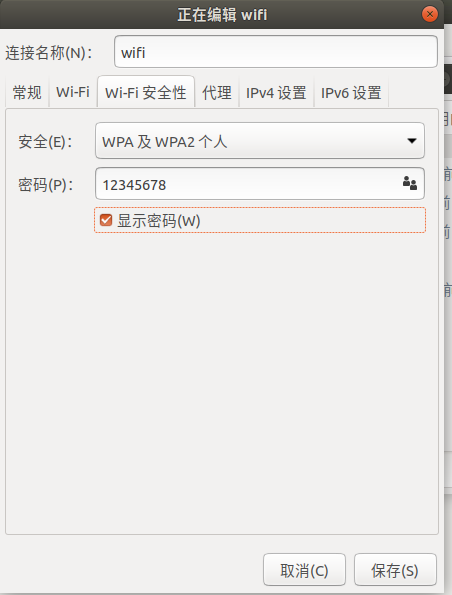 正在编辑 wifi
连接名称(N)： wifi
常规 Wi-Fi Wi-Fi 安全性 代理 IPv4 设置 IPv6 设置
安全(E)： WPA 及 WPA2 个人
密码(P)： 12345678
显示密码(W)
取消(C) 保存(S)